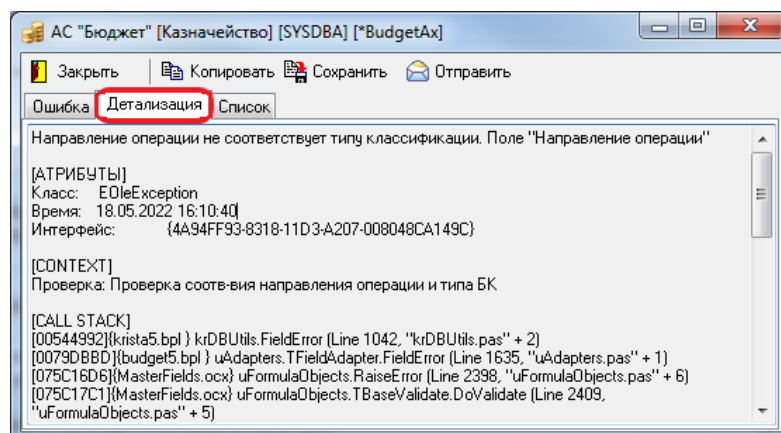 АС "Бюджет" [Казначейство] [SYSDBA] [*BudgetAx]
Закрыть Копировать Сохранить Отправить
Ошибка Детализация Список
Направление операции не соответствует типу классификации. Поле "Направление операции"
[АТРИБУТЫ]
Класс: EOleException
Время: 18.05.2022 16:10:40
Интерфейс: {4A94FF93-8318-11D3-A207-008048CA149C}
[CONTEXT]
Проверка: Проверка соотв-вия направления операции и типа БК
[CALL STACK]
[00544992]{krista5.bpl } krDBUtils.FieldError (Line 1042, "krDBUtils.pas" + 2)
[0079DBBD]{budget5.bpl } uAdapters.TFieldAdapter.FieldError (Line 1635, "uAdapters.pas" + 1)
[075C16D6]{MasterFields.ocx} uFormulaObjects.RaiseError (Line 2398, "uFormulaObjects.pas" + 6)
[075C17C1]{MasterFields.ocx} uFormulaObjects.TBaseValidate.DoValidate (Line 2409,
"uFormulaObjects.pas" + 5)